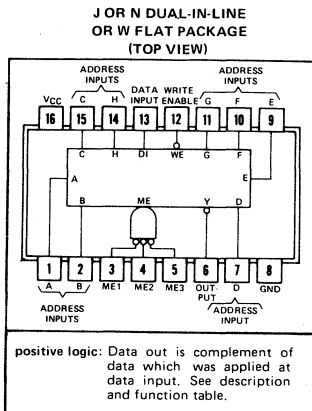 J OR N DUAL-IN-LINE
OR W FLAT PACKAGE
(TOP VIEW)
ADDRESS INPUTS
ADDRESS INPUTS
VCC C H DATA INPUT WRITE ENABLE G F E
16 15 14 13 12 11 10 9
C H DI WE G F
A E
B ME Y D
1 2 3 4 5 6 7 8
A B ME1 ME2 ME3 OUT-PUT D GND
ADDRESS INPUTS
ADDRESS INPUT
positive logic: Data out is complement of
data which was applied at
data input. See description
and function table.